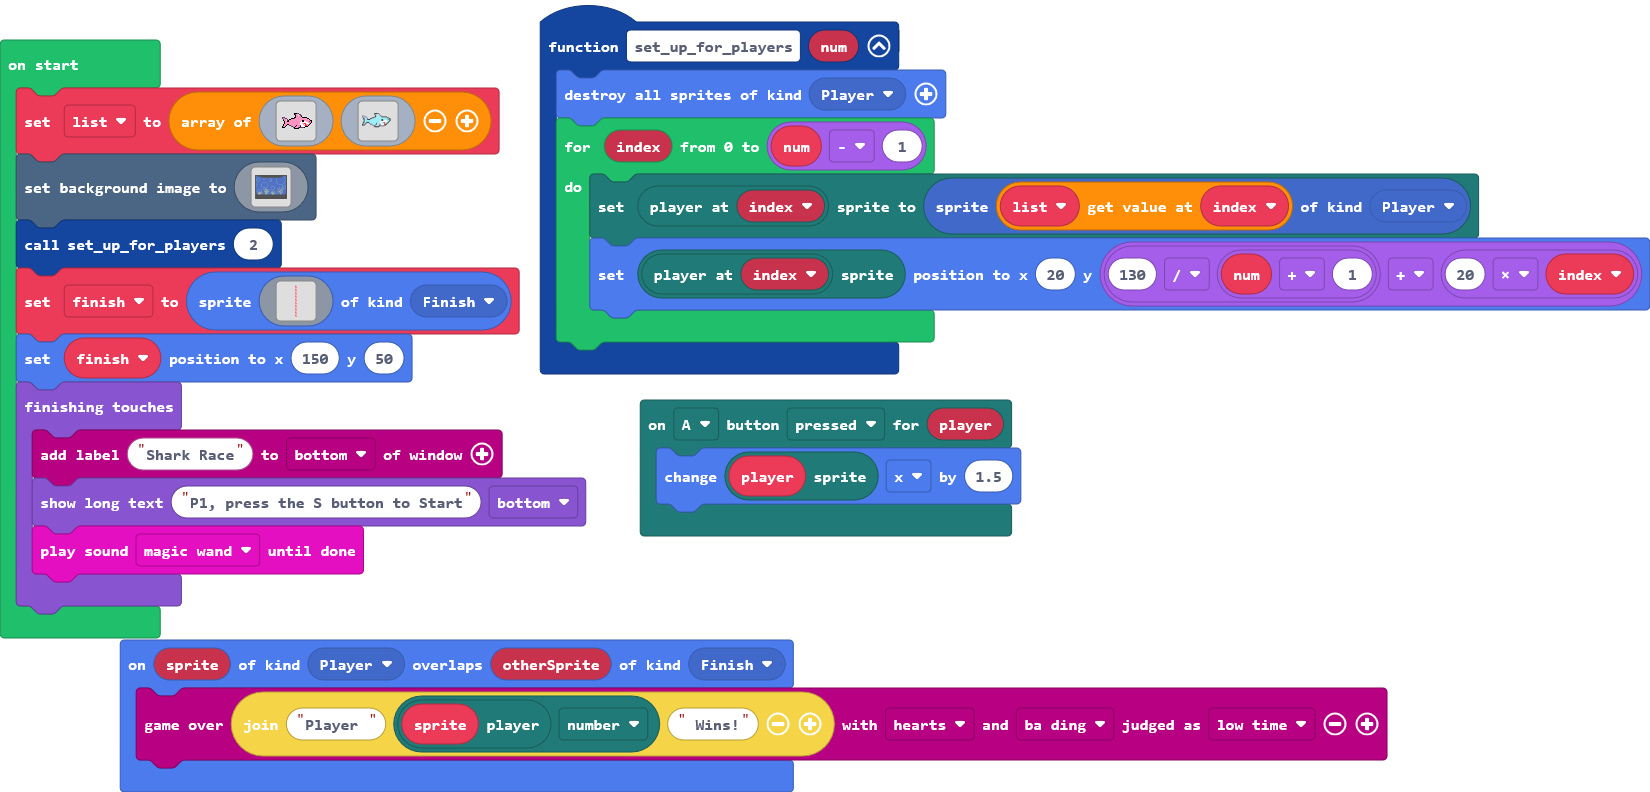 on start
set list to array of
set background image to
call set_up_for_players 2
set finish to sprite of kind Finish
set finish position to x 150 y 50
finishing touches
add label "Shark Race" to bottom of window
show long text "P1, press the S button to Start" bottom
play sound magic wand until done
function set_up_for_players num
destroy all sprites of kind Player
for index from 0 to num - 1
do
set player at index sprite to sprite list get value at index of kind Player
set player at index sprite position to x 20 y 130 / num + 1 + 20 × index
on A button pressed for player
change player sprite x by 1.5
on sprite of kind Player overlaps otherSprite of kind Finish
game over join "Player " sprite player number " Wins!" with hearts and ba ding judged as low time